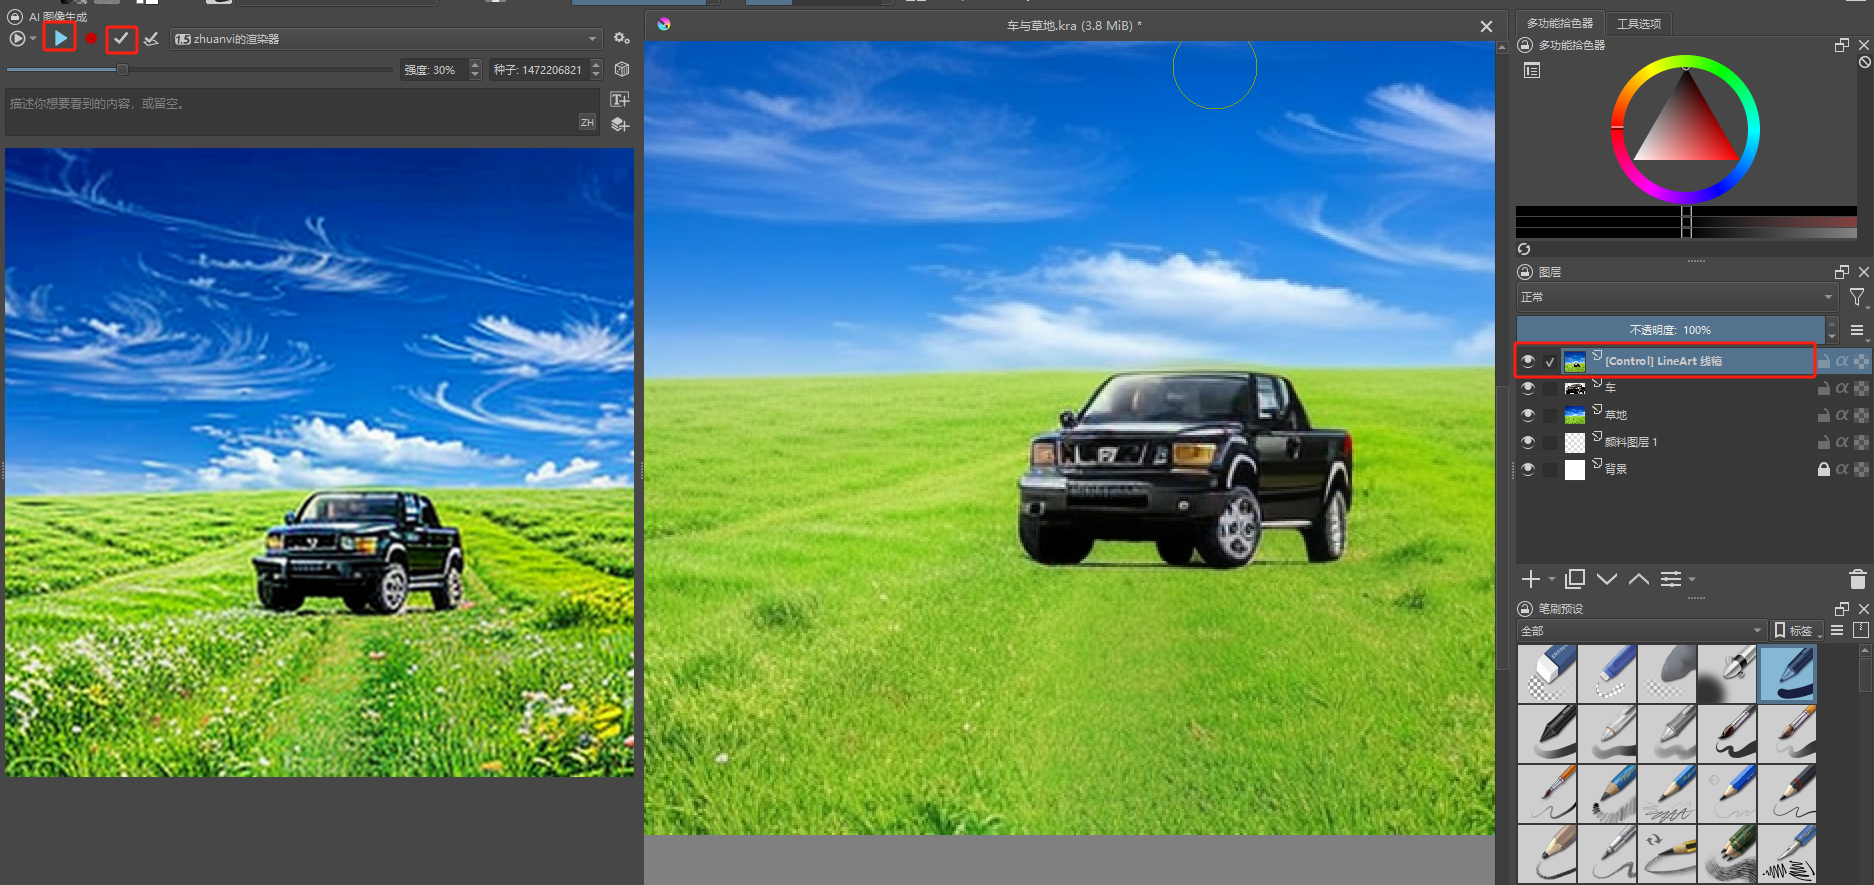 AI 图像生成
1.5 zhuanvi的渲染器
强度: 30%
种子: 1472206821
描述你想要看到的内容，或留空。
ZH
车与草地.kra (3.8 MiB) *
多功能拾色器
工具选项
多功能拾色器
图层
正常
不透明度: 100%
[Control] LineArt 线稿
车
草地
颜料图层 1
背景
笔刷预设
全部
标签